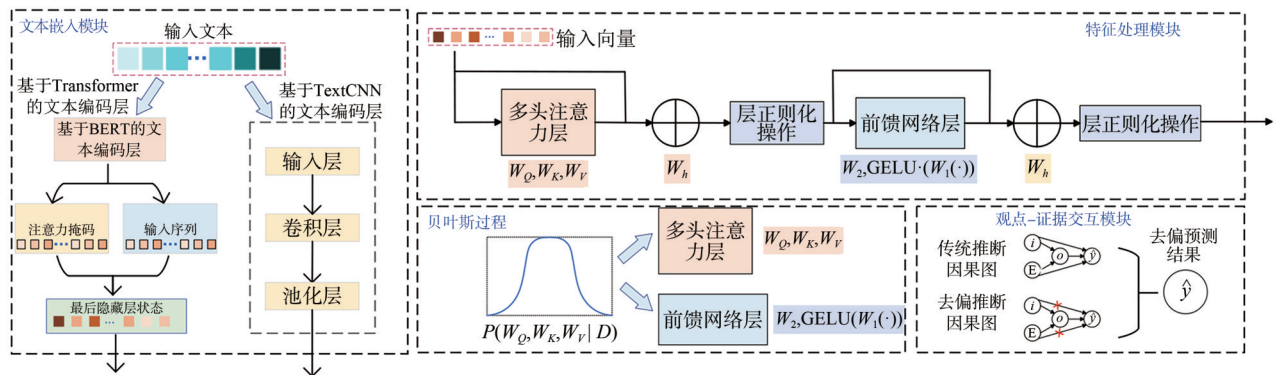 文本嵌入模块
输入文本
基于Transformer
的文本编码层
基于TextCNN
的文本编码层
基于BERT的文
本编码层
注意力掩码
输入序列
最后隐藏层状态
输入层
卷积层
池化层
特征处理模块
输入向量
多头注意
力层
W_Q,W_K,W_V
W_h
层正则化
操作
前馈网络层
W_2,GELU·(W_1(·))
W_h
层正则化操作
贝叶斯过程
P(W_Q,W_K,W_V| D)
多头注意
力层
W_Q,W_K,W_V
前馈网络层
W_2,GELU(W_1(·))
观点-证据交互模块
传统推断
因果图
i
E
o
ŷ
去偏推断
因果图
i
E
o
ŷ
去偏预测
结果
ŷ